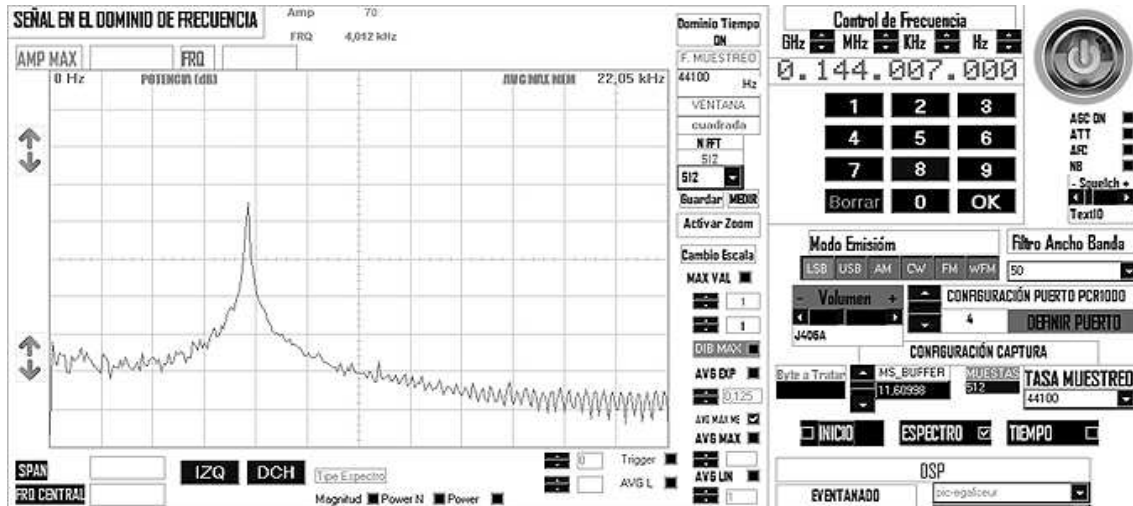 SEÑAL EN EL DOMINIO DE FRECUENCIA
Amp 70
FRQ 4,012 kHz
AMP MAX
FRQ
0 Hz
POTENCIA (dB)
AVG MAX MEM
22,05 kHz
Dominio Tiempo
ON
F. MUESTREO
44100
Hz
VENTANA
cuadrada
N FFT
512
512
Guardar MEDIR
Activar Zoom
Cambio Escala
MAX VAL
1
1
DIB MAX
AVG EXP
0,125
AVG MAX ME
AVG MAX
AVG LIN
1
SPAN
FRQ CENTRAL
IZQ
DCH
Tipe Espectro
Magnitud Power N Power
0
Trigger
AVG L
Control de Frecuencia
GHz MHz KHz Hz
0.144.007.000
1 2 3
4 5 6
7 8 9
Borrar 0 OK
AGC ON
ATT
AFC
NB
- Squelch +
Text10
Modo Emisióm
LSB USB AM CW FM WFM
Filtro Ancho Banda
50
- Volumen +
J406A
CONFIGURACIÓN PUERTO PCR1000
4
DEFINIR PUERTO
CONFIGURACIÓN CAPTURA
Byte a Tratar
MS_BUFFER
11,60998
MUESTAS
512
TASA MUESTREO
44100
INICIO
ESPECTRO
TIEMPO
DSP
EVENTANADO
pic-egaliceur